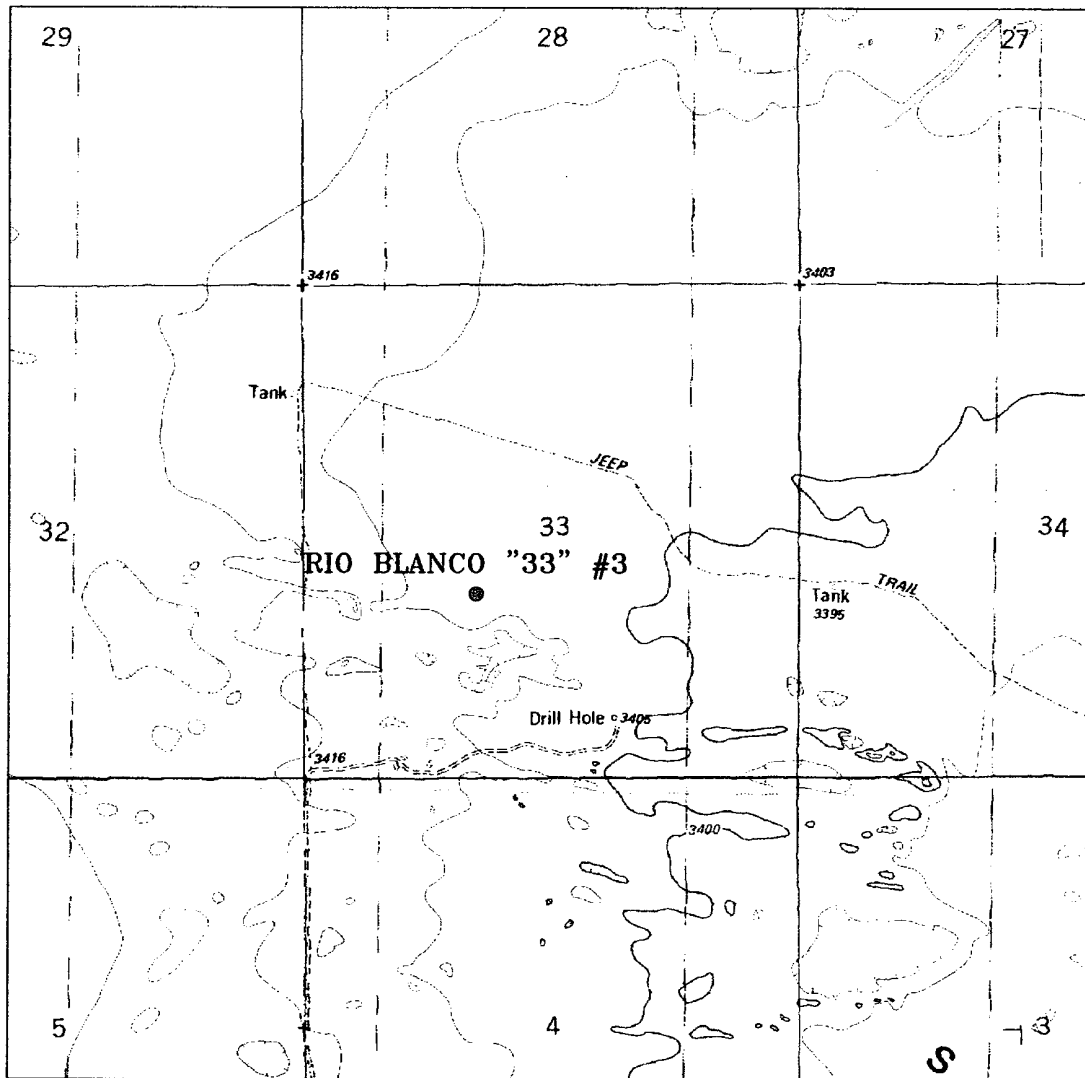 29 28 27
3416 3403
Tank
JEEP
32 33 34
RIO BLANCO "33" #3
TRAIL
Tank
3395
Drill Hole 3405
3416
3400
5 4 3
S